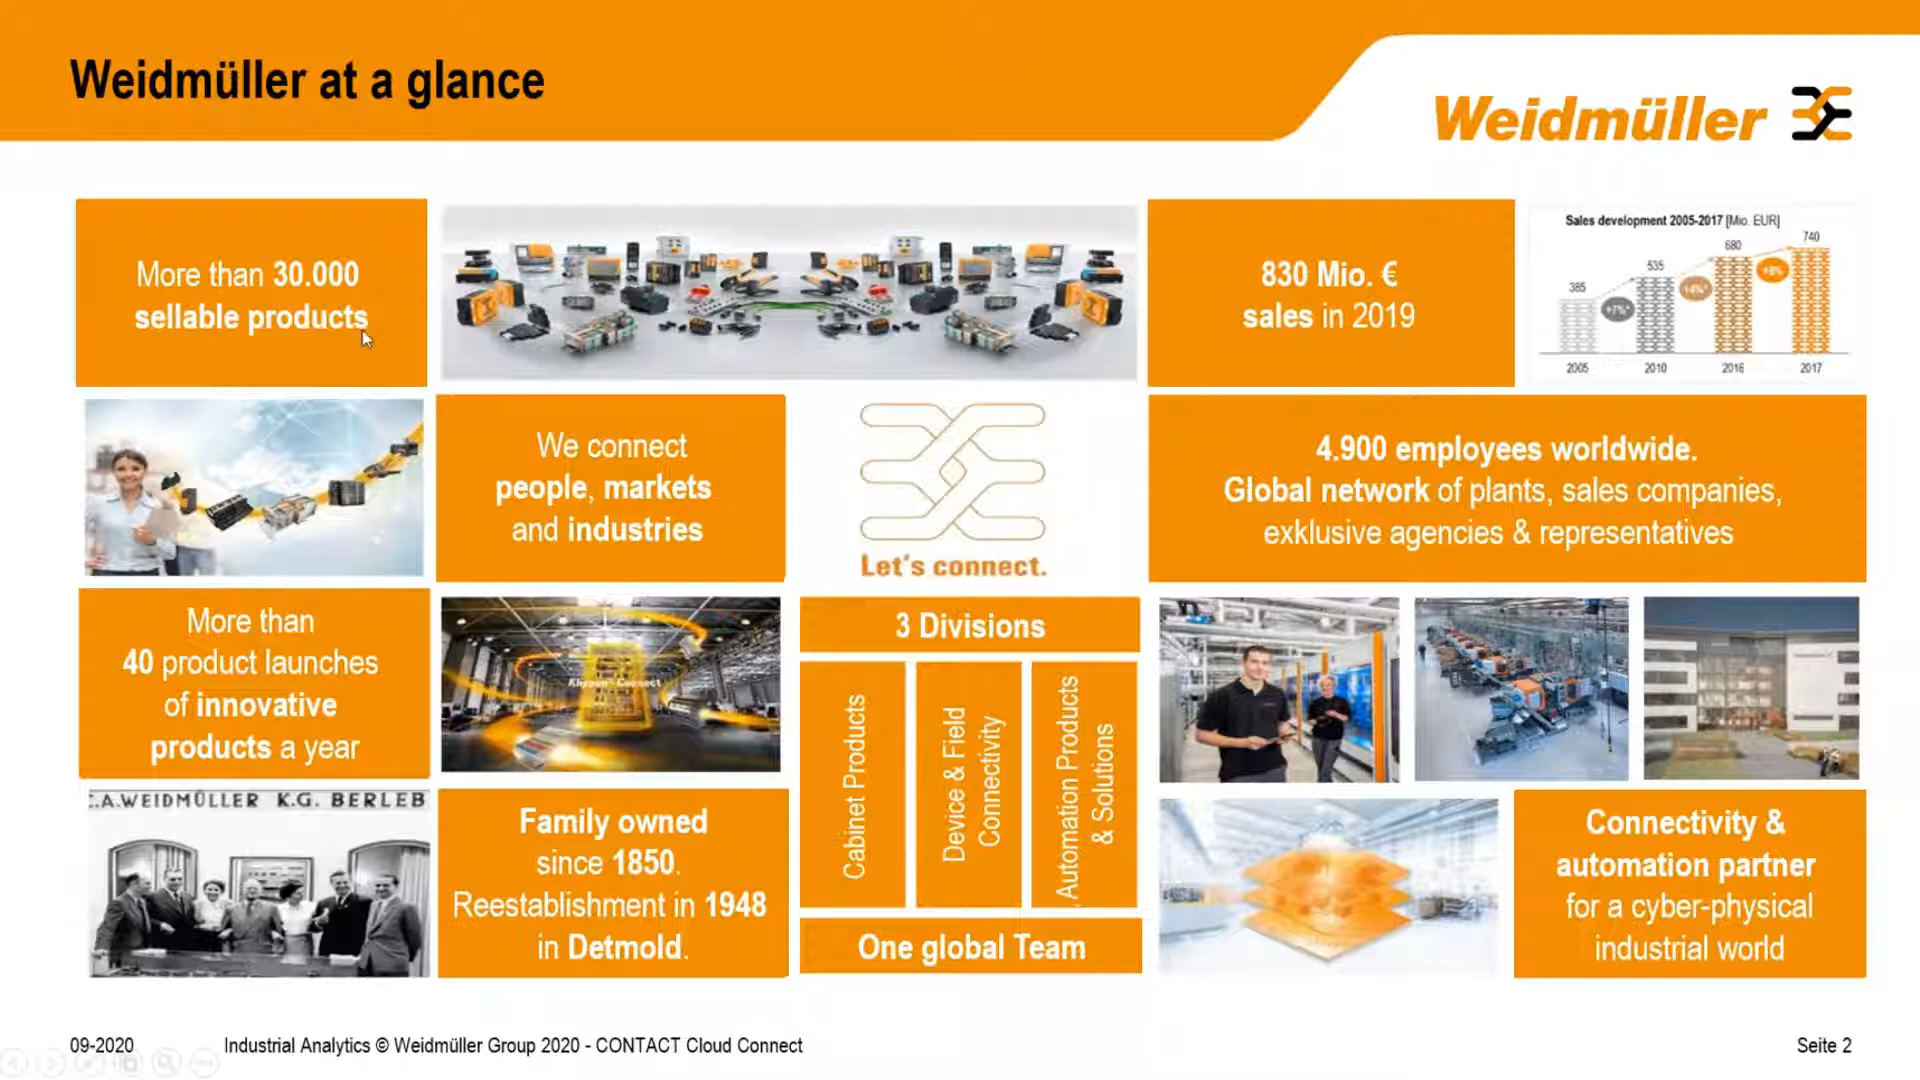 Weidmüller at a glance
Weidmüller
More than 30.000
sellable products
830 Mio. €
sales in 2019
Sales development 2005-2017 [Mio. EUR]
385
535
680
740
+7%*
+4%*
+8%
2005
2010
2016
2017
We connect
people, markets
and industries
Let's connect.
4.900 employees worldwide.
Global network of plants, sales companies,
exklusive agencies & representatives
More than
40 product launches
of innovative
products a year
Klippon® Connect
3 Divisions
Cabinet Products
Device & Field
Connectivity
Automation Products
& Solutions
One global Team
C.A.WEIDMÜLLER K.G. BERLEB
Family owned
since 1850.
Reestablishment in 1948
in Detmold.
Connectivity &
automation partner
for a cyber-physical
industrial world
09-2020
Industrial Analytics © Weidmüller Group 2020 - CONTACT Cloud Connect
Seite 2